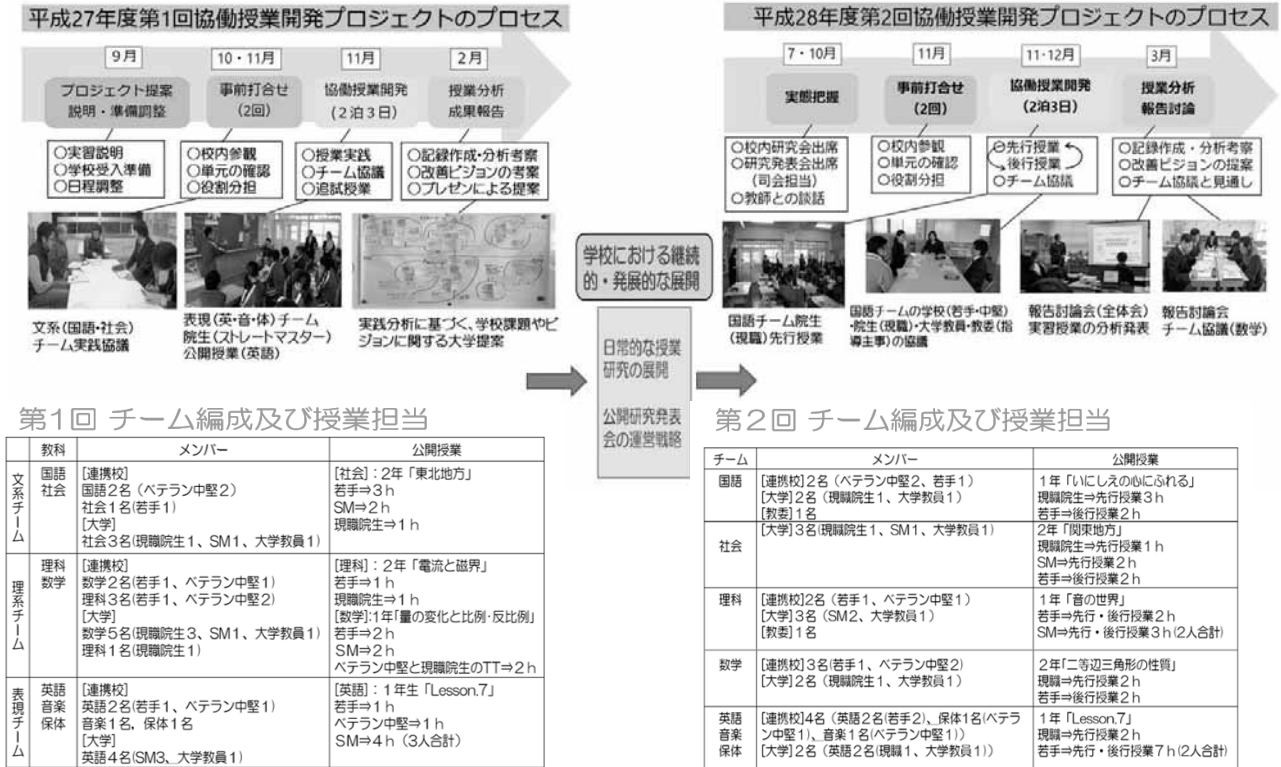 平成27年度第1回協働授業開発プロジェクトのプロセス
9月
10・11月
11月
2月
プロジェクト提案
説明・準備調整
事前打合せ
(2回)
協働授業開発
(2泊3日)
授業分析
成果報告
○実習説明
○学校受入準備
○日程調整
○校内参観
○単元の確認
○役割分担
○授業実践
○チーム協議
○追試授業
○記録作成・分析考察
○改善ビジョンの考案
○プレゼンによる提案
文系(国語・社会)
チーム実践協議
表現(英・音・体)チーム
院生(ストレートマスター)
公開授業(英語)
実践分析に基づく、学校課題やビ
ジョンに関する大学提案
学校における継続
的・発展的な展開
日常的な授業
研究の展開
公開研究発表
会の運営戦略
平成28年度第2回協働授業開発プロジェクトのプロセス
7・10月
11月
11・12月
3月
実態把握
事前打合せ
(2回)
協働授業開発
(2泊3日)
授業分析
報告討論
○校内研究会出席
○研究発表会出席
(司会担当)
○教師との談話
○校内参観
○単元の確認
○役割分担
○先行授業
後行授業
○チーム協議
○記録作成・分析考察
○改善ビジョンの提案
○チーム協議と見通し
国語チーム院生
(現職)先行授業
国語チームの学校(若手・中堅)
・院生(現職)・大学教員・教委(指
導主事)の協議
報告討論会(全体会)
実習授業の分析発表
報告討論会
チーム協議(数学)
第1回 チーム編成及び授業担当
教科
メンバー
公開授業
文系チーム
国語
社会
[連携校]
国語2名(ベテラン中堅2)
社会1名(若手1)
[大学]
社会3名(現職院生1、SM1、大学教員1)
[社会]:2年「東北地方」
若手⇒3h
SM⇒2h
現職院生⇒1h
理系チーム
理科
数学
[連携校]
数学2名(若手1、ベテラン中堅1)
理科3名(若手1、ベテラン中堅2)
[大学]
数学5名(現職院生3、SM1、大学教員1)
理科1名(現職院生1)
[理科]:2年「電流と磁界」
若手⇒1h
現職院生⇒1h
[数学]:1年「量の変化と比例・反比例」
若手⇒2h
SM⇒2h
ベテラン中堅と現職院生のTT⇒2h
表現チーム
英語
音楽
保体
[連携校]
英語2名(若手1、ベテラン中堅1)
音楽1名，保体1名
[大学]
英語4名(SM3、大学教員1)
[英語]:1年生「Lesson.7」
若手⇒1h
ベテラン中堅⇒1h
SM⇒4h(3人合計)
第2回 チーム編成及び授業担当
チーム
メンバー
公開授業
国語
[連携校]2名(ベテラン中堅2、若手1)
[大学]2名(現職院生1、大学教員1)
[教委]1名
1年「いにしえの心にふれる」
現職院生⇒先行授業3h
若手⇒後行授業2h
社会
[大学]3名(現職院生1、SM1、大学教員1)
2年「関東地方」
現職院生⇒先行授業1h
SM⇒先行授業2h
若手⇒後行授業2h
理科
[連携校]2名(若手1、ベテラン中堅1)
[大学]3名(SM2、大学教員1)
[教委]1名
1年「音の世界」
若手⇒先行・後行授業2h
SM⇒先行・後行授業3h(2人合計)
数学
[連携校]3名(若手1、ベテラン中堅2)
[大学]2名(現職院生1、大学教員1)
2年「二等辺三角形の性質」
現職⇒先行授業2h
若手⇒後行授業2h
英語
音楽
保体
[連携校]4名(英語2名(若手2)、保体1名(ベテラ
ン中堅1)、音楽1名(ベテラン中堅1))
[大学]2名(英語2名(現職1、大学教員1))
1年「Lesson.7」
現職⇒先行授業2h
若手⇒先行・後行授業7h(2人合計)